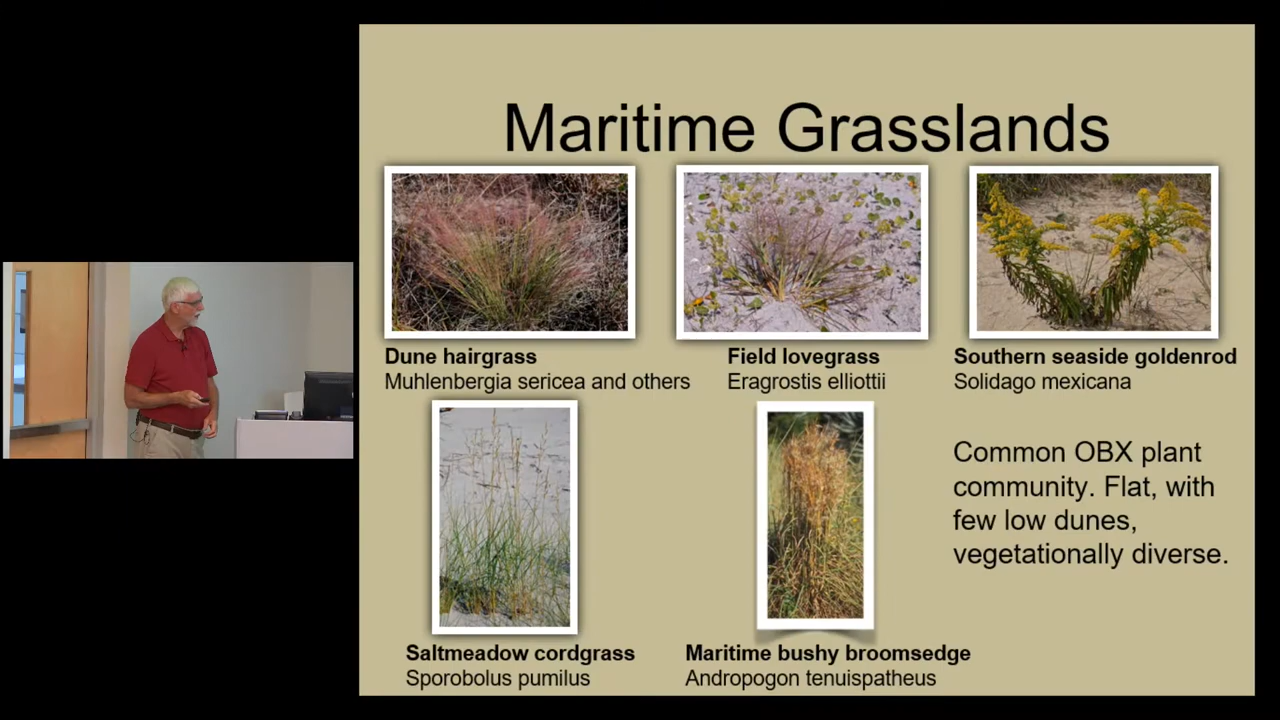 Maritime Grasslands
Dune hairgrass
Muhlenbergia sericea and others
Field lovegrass
Eragrostis elliottii
Southern seaside goldenrod
Solidago mexicana
Common OBX plant
community. Flat, with
few low dunes,
vegetationally diverse.
Saltmeadow cordgrass
Sporobolus pumilus
Maritime bushy broomsedge
Andropogon tenuispatheus